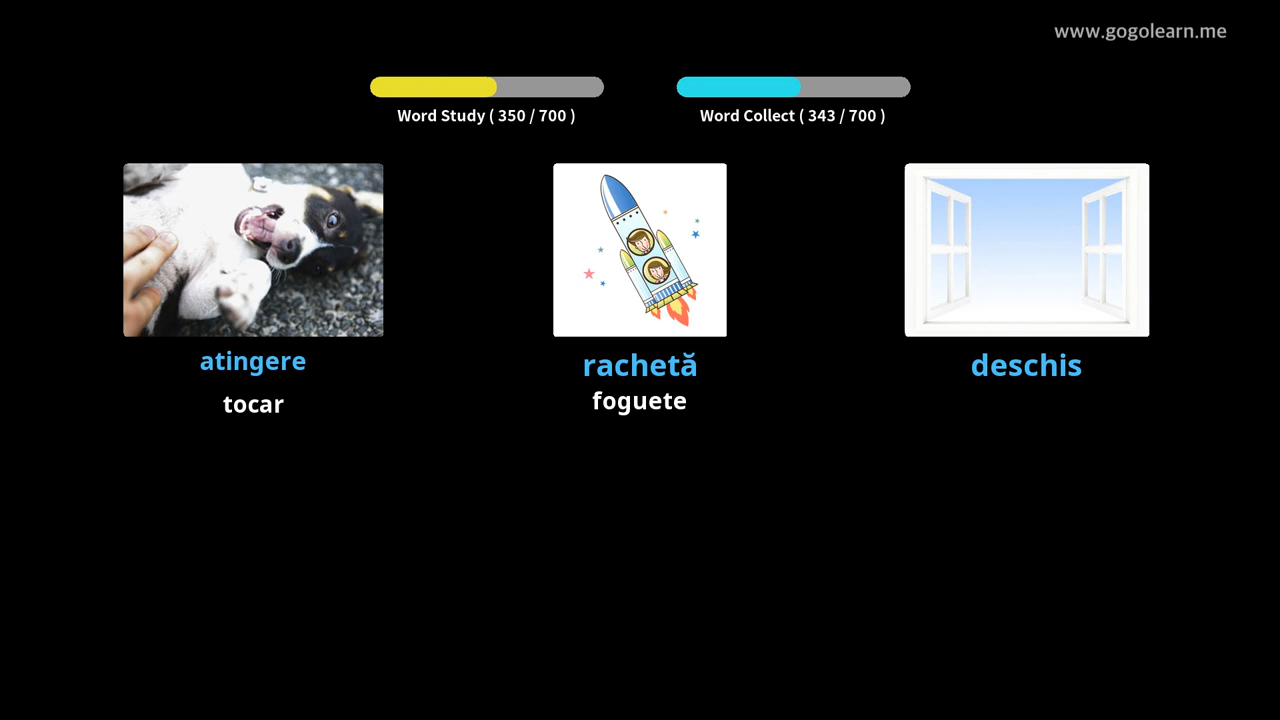 www.gogolearn.me
Word Study ( 350 / 700 )
Word Collect ( 343 / 700 )
atingere
tocar
rachetă
foguete
deschis